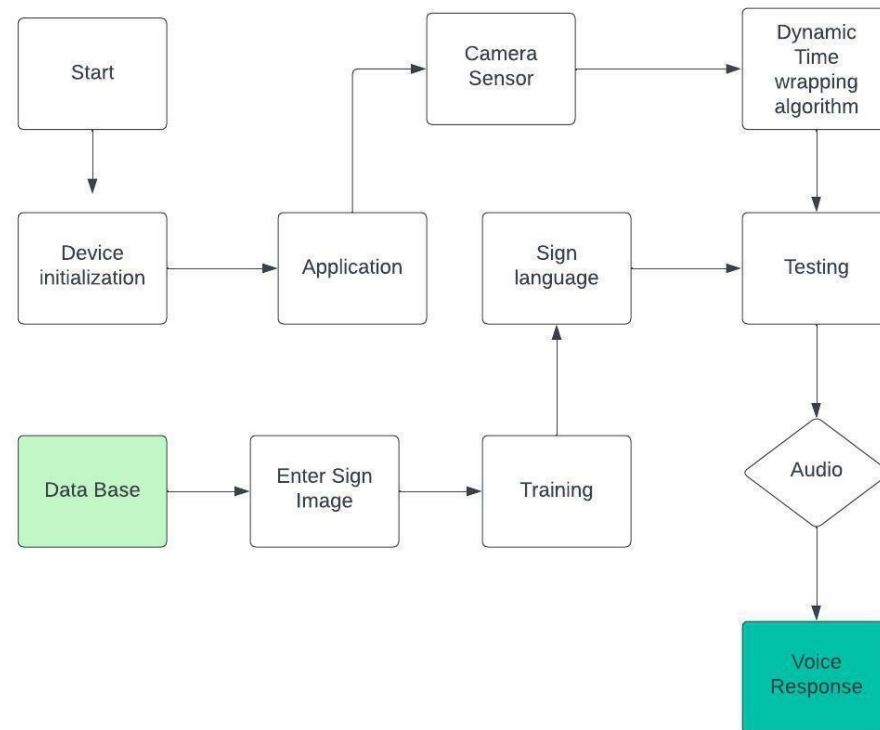 Start
Camera
Sensor
Dynamic
Time
wrapping
algorithm
Device
initialization
Application
Sign
language
Testing
Data Base
Enter Sign
Image
Training
Audio
Voice
Response